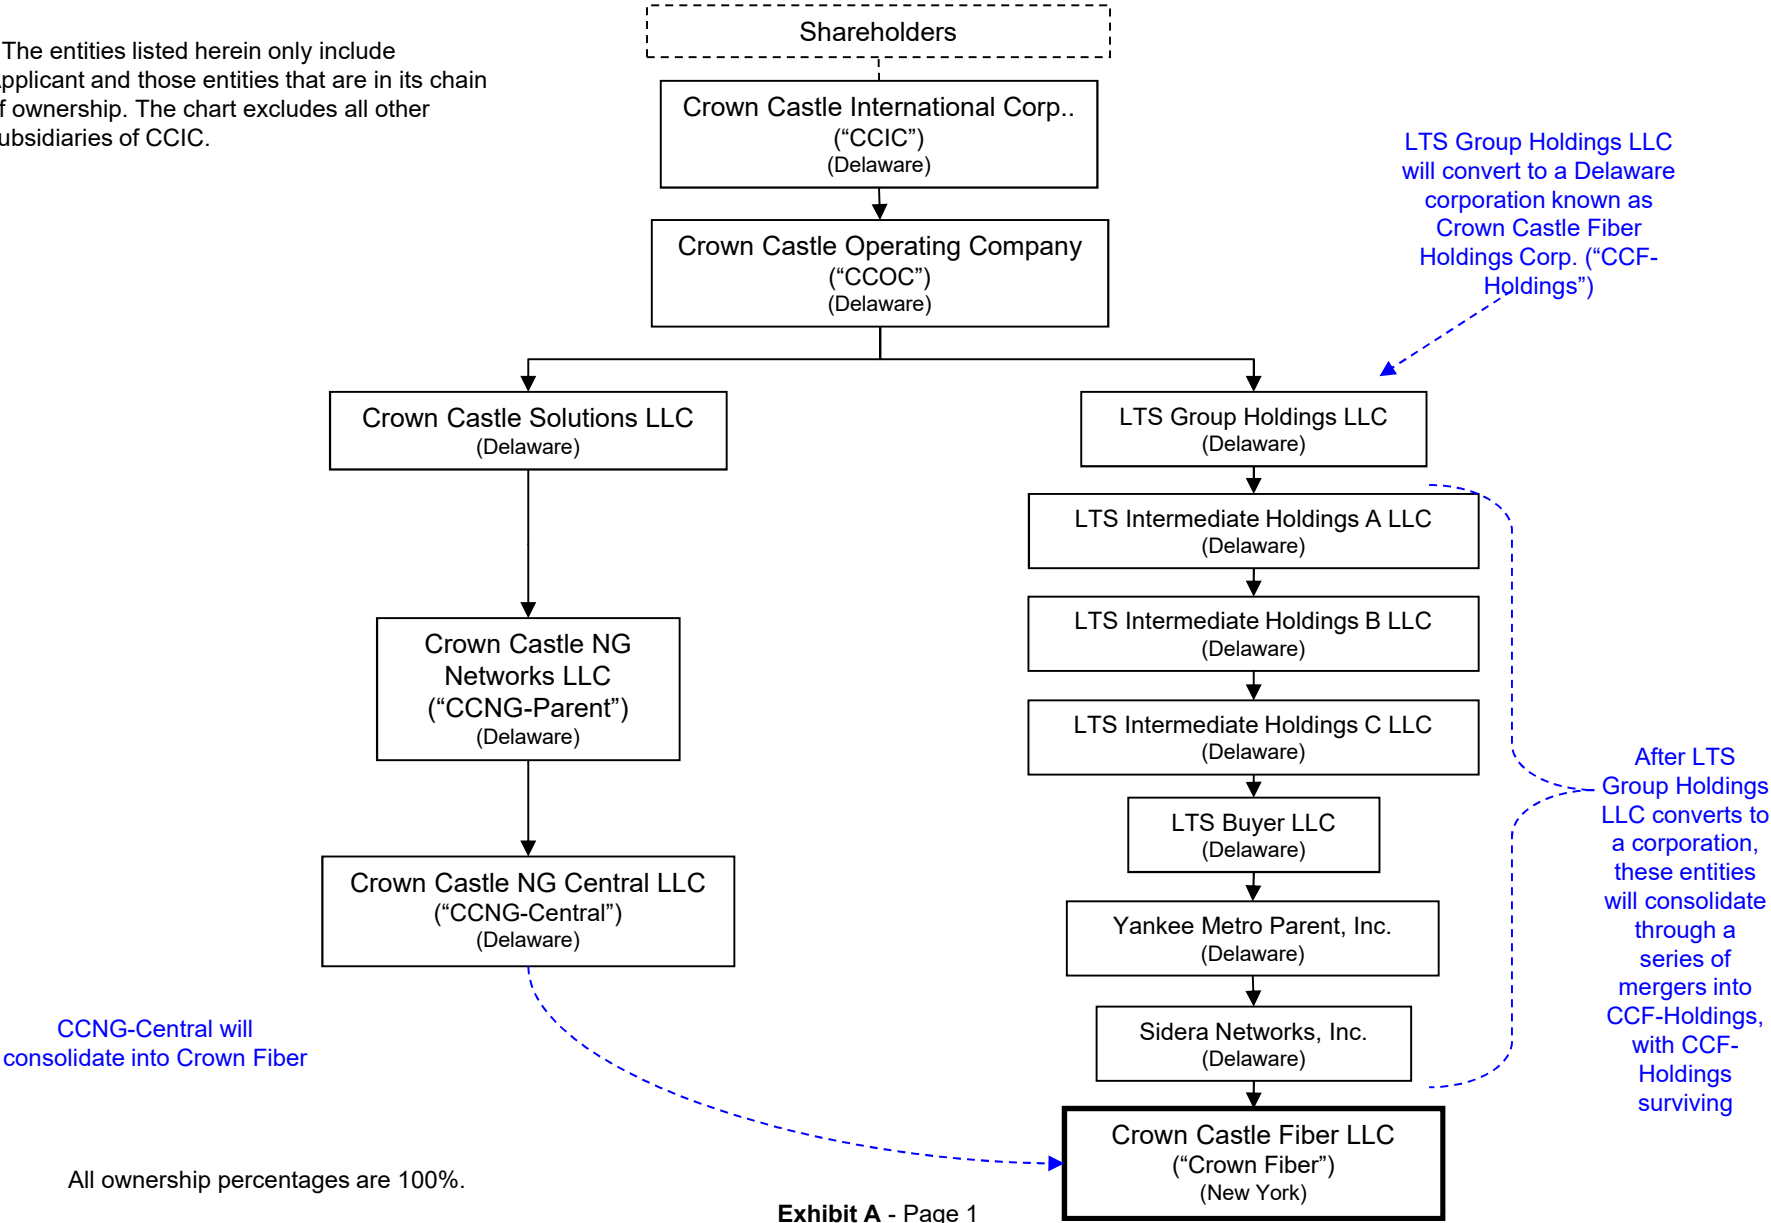 Shareholders
The entities listed herein only include
pplicant and those entities that are in its chain
f ownership. The chart excludes all other
ubsidiaries of CCIC.
Crown Castle International Corp..
(“CCIC”)
(Delaware)
LTS Group Holdings LLC
will convert to a Delaware
corporation known as
Crown Castle Fiber
Holdings Corp. (“CCF-
Holdings”)
Crown Castle Operating Company
(“CCOC”)
(Delaware)
Crown Castle Solutions LLC
(Delaware)
LTS Group Holdings LLC
(Delaware)
LTS Intermediate Holdings A LLC
(Delaware)
LTS Intermediate Holdings B LLC
(Delaware)
Crown Castle NG
Networks LLC
(“CCNG-Parent”)
(Delaware)
LTS Intermediate Holdings C LLC
(Delaware)
After LTS
Group Holdings
LLC converts to
a corporation,
these entities
will consolidate
through a
series of
mergers into
CCF-Holdings,
with CCF-
Holdings
surviving
LTS Buyer LLC
(Delaware)
Crown Castle NG Central LLC
(“CCNG-Central”)
(Delaware)
Yankee Metro Parent, Inc.
(Delaware)
Sidera Networks, Inc.
(Delaware)
CCNG-Central will
consolidate into Crown Fiber
Crown Castle Fiber LLC
(“Crown Fiber”)
(New York)
All ownership percentages are 100%.
Exhibit A - Page 1